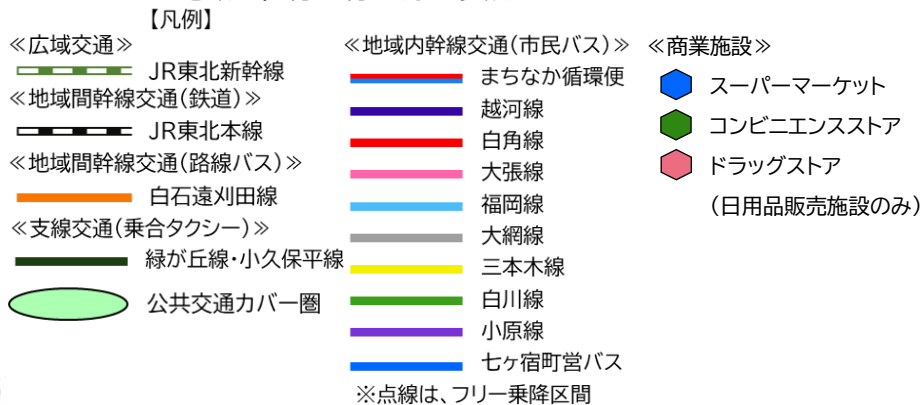 【凡例】
≪広域交通≫
JR東北新幹線
≪地域間幹線交通(鉄道)≫
JR東北本線
≪地域間幹線交通(路線バス)≫
白石遠刈田線
≪支線交通(乗合タクシー)≫
緑が丘線・小久保平線
公共交通カバー圏
≪地域内幹線交通(市民バス)≫
まちなか循環便
越河線
白角線
大張線
福岡線
大網線
三本木線
白川線
小原線
七ヶ宿町営バス
※点線は、フリー乗降区間
≪商業施設≫
スーパーマーケット
コンビニエンスストア
ドラッグストア
(日用品販売施設のみ)